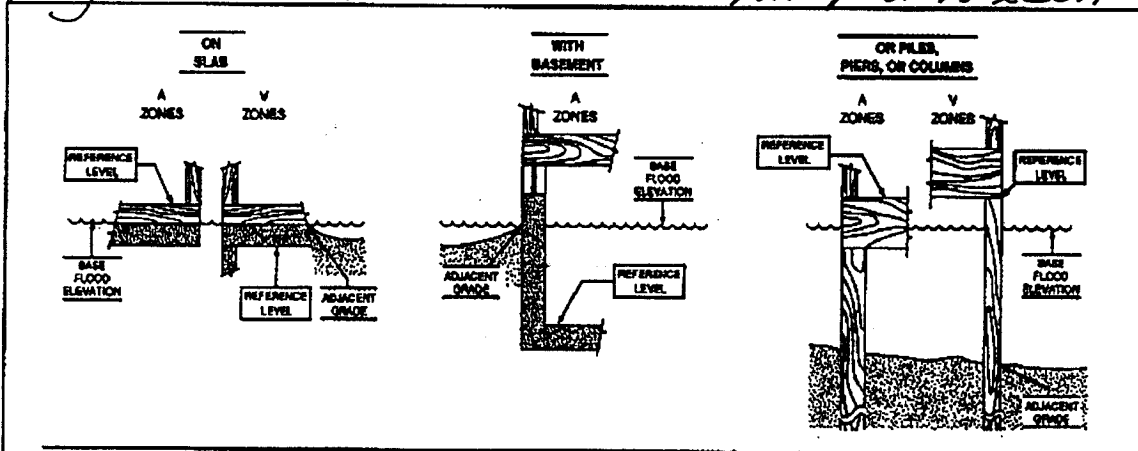 ON
SLAB
A
ZONES
V
ZONES
REFERENCE
LEVEL
BASE
FLOOD
ELEVATION
REFERENCE
LEVEL
ADJACENT
GRADE
WITH
BASEMENT
A
ZONES
BASE
FLOOD
ELEVATION
ADJACENT
GRADE
REFERENCE
LEVEL
OR PILES,
PIERS, OR COLUMNS
A
ZONES
V
ZONES
REFERENCE
LEVEL
REFERENCE
LEVEL
BASE
FLOOD
ELEVATION
ADJACENT
GRADE